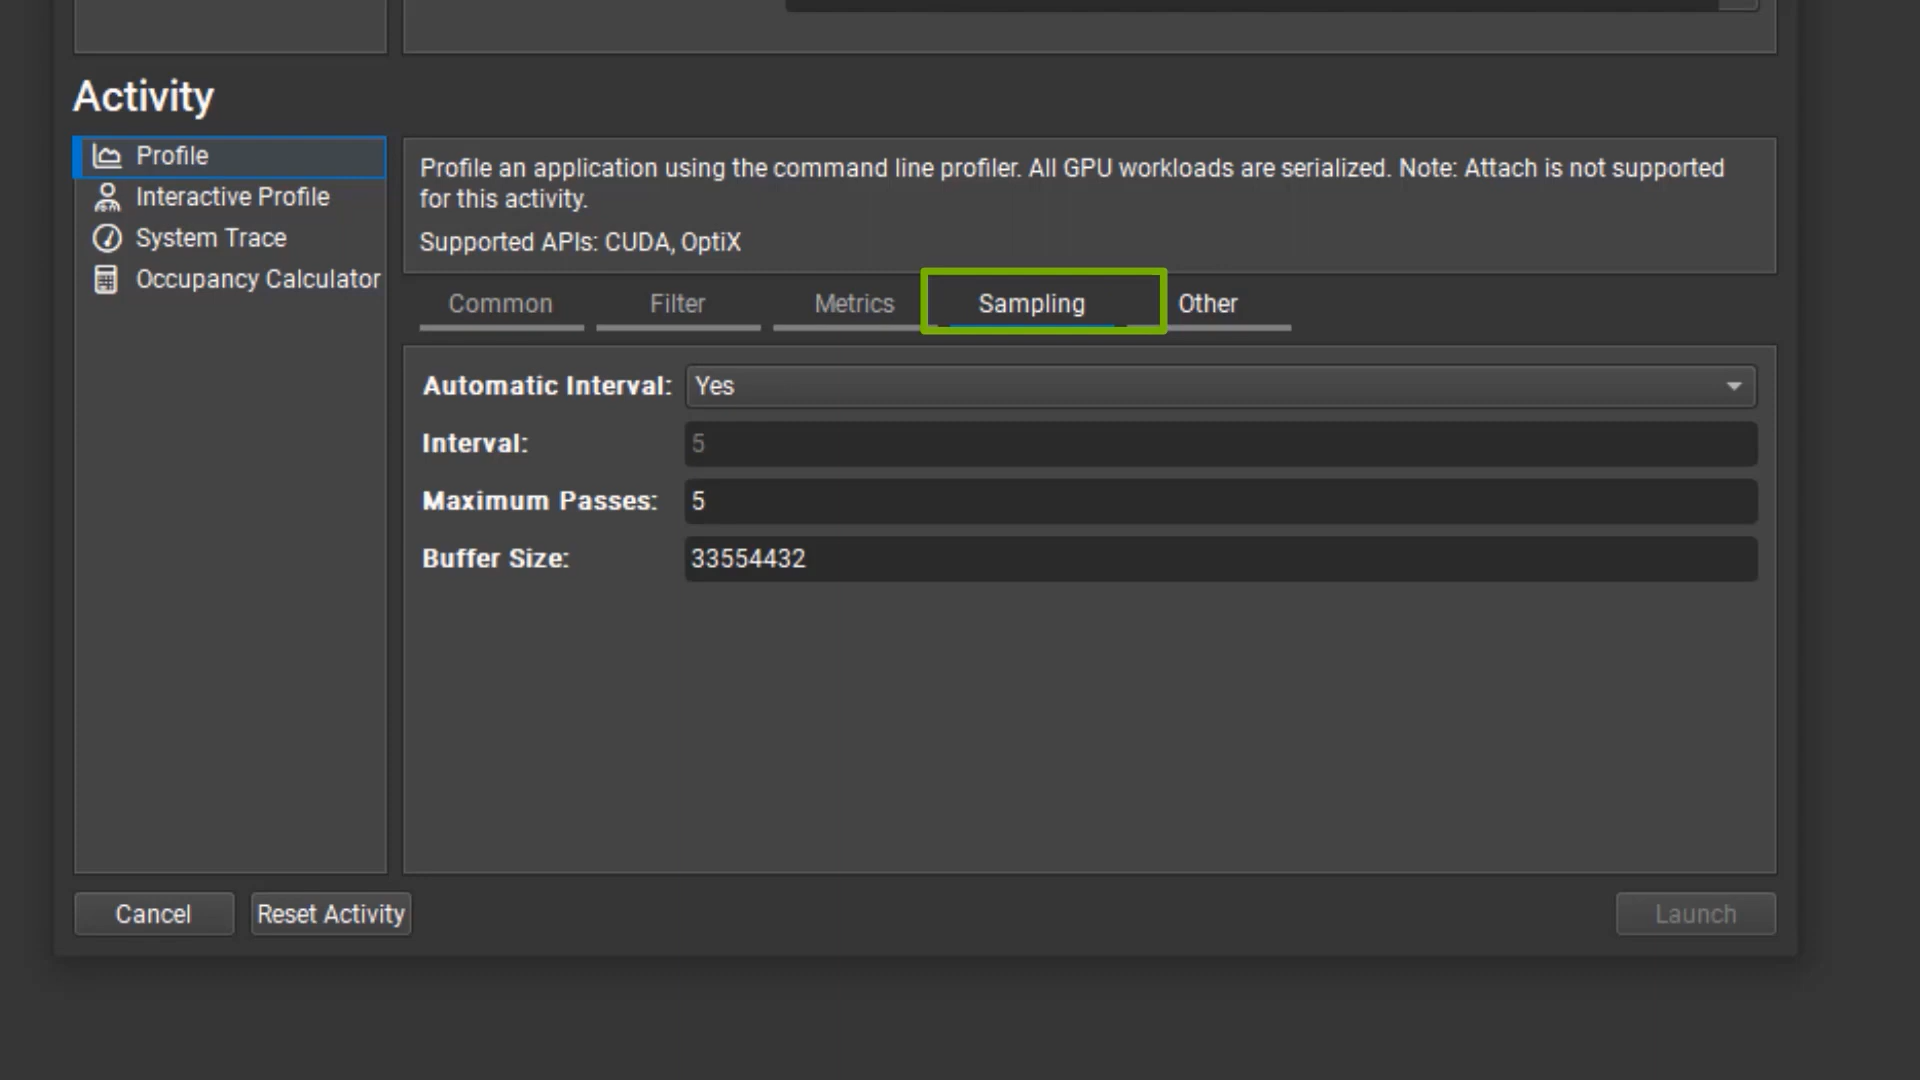 Activity
Profile
Interactive Profile
System Trace
Occupancy Calculator
Profile an application using the command line profiler. All GPU workloads are serialized. Note: Attach is not supported
for this activity.
Supported APIs: CUDA, OptiX
Common Filter Metrics Sampling Other
Automatic Interval: Yes
Interval: 5
Maximum Passes: 5
Buffer Size: 33554432
Cancel Reset Activity Launch